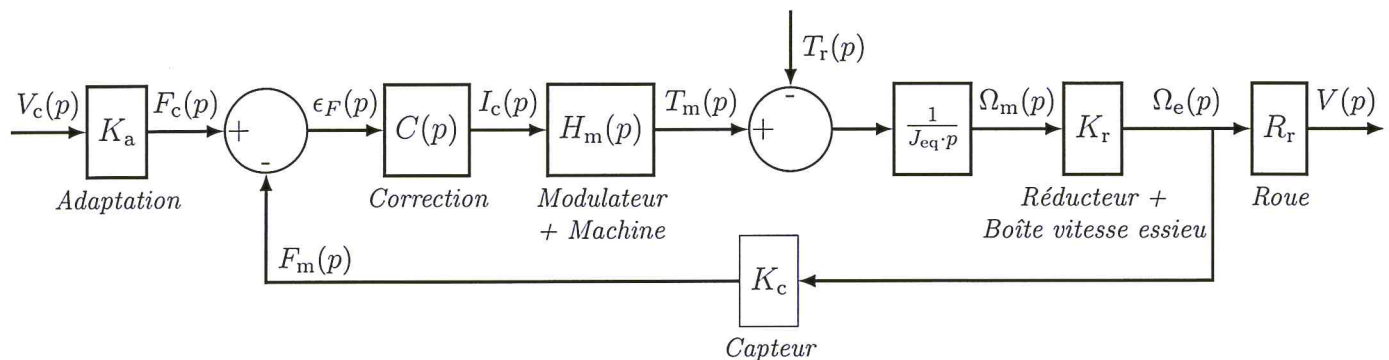 T_r(p)
V_c(p) F_c(p) ϵ_F(p) I_c(p) T_m(p) Ω_m(p) Ω_e(p) V(p)
K_a + C(p) H_m(p) + 1/(J_eq·p) K_r R_r
- -
Adaptation Correction Modulateur + Machine Réducteur + Boîte vitesse essieu Roue
F_m(p) K_c
Capteur